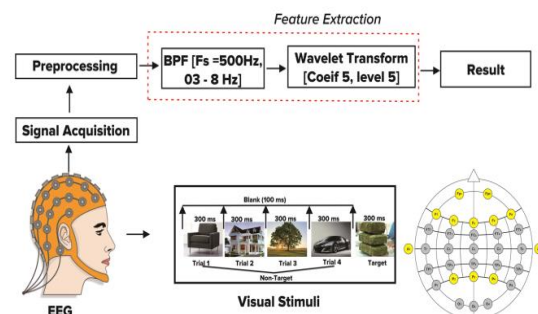 Feature Extraction
Preprocessing
BPF [Fs =500Hz,
03 - 8 Hz]
Wavelet Transform
[Coeif 5, level 5]
Result
Signal Acquisition
Blank (100 ms)
300 ms 300 ms 300 ms 300 ms 300 ms
Trial 1 Trial 2 Trial 3 Trial 4 Target
Non-Target
EEG
Visual Stimuli